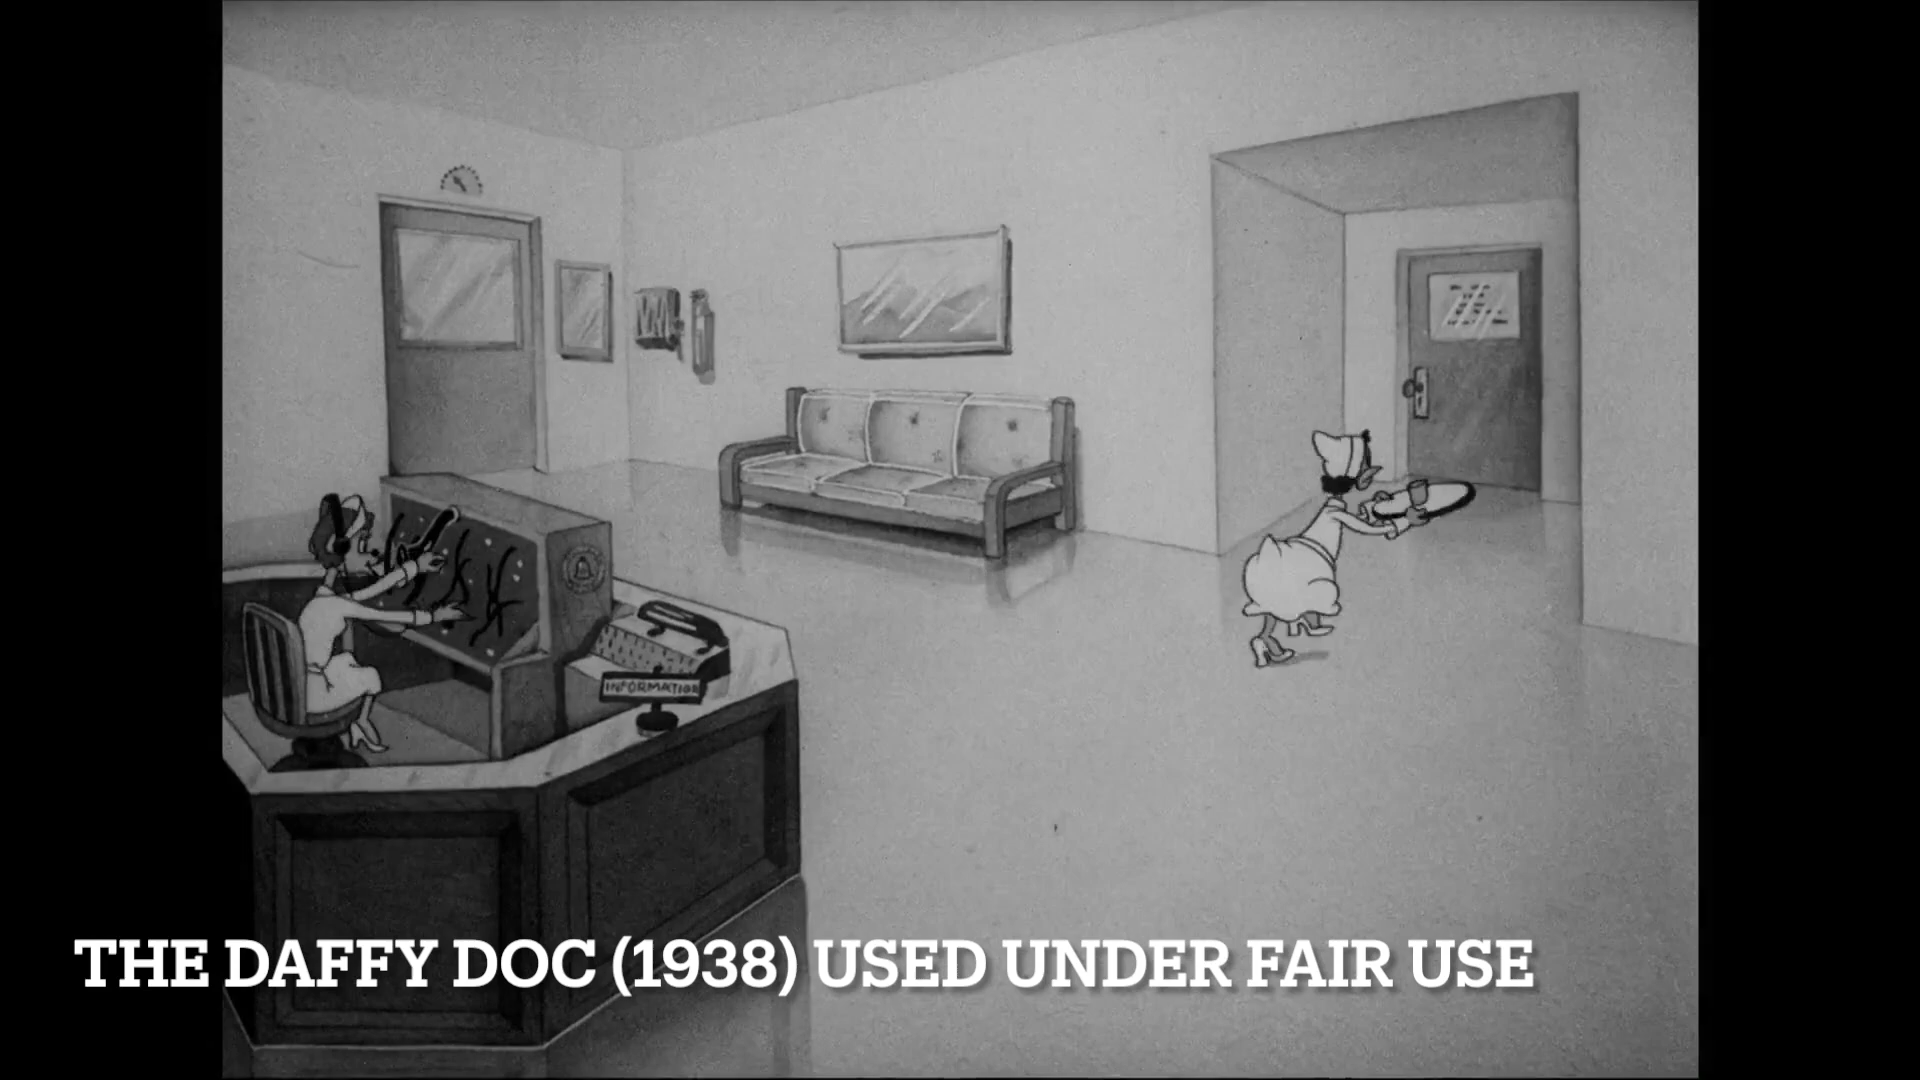 INFORMATION
THE DAFFY DOC (1938) USED UNDER FAIR USE